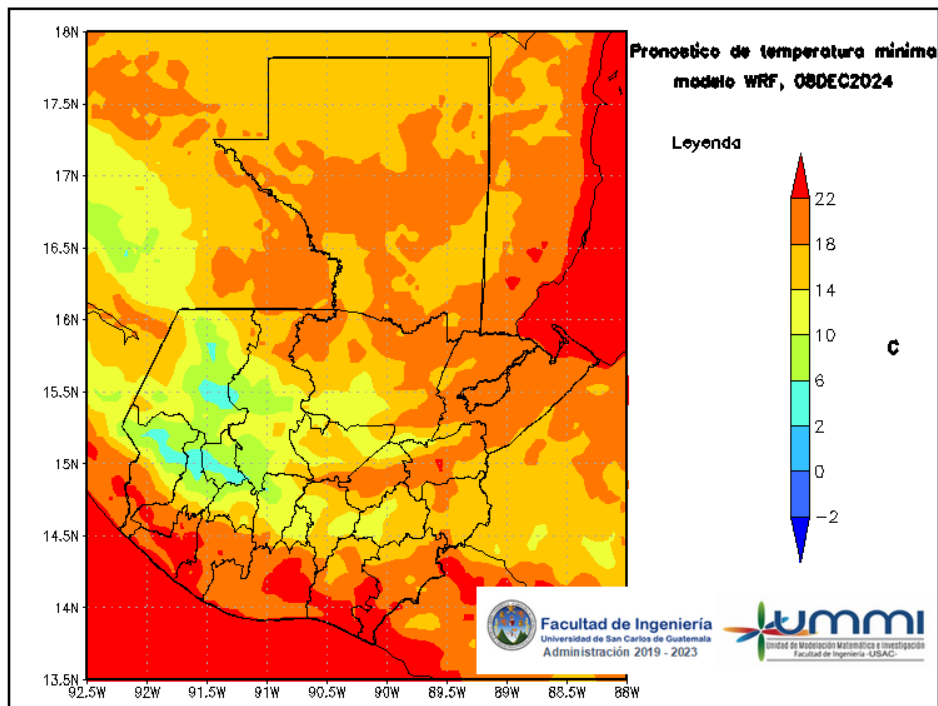 Pronostico de temperatura minima
modelo WRF, 08DEC2024
Leyenda
22
18
14
10
6
2
0
−2
C
18N
17.5N
17N
16.5N
16N
15.5N
15N
14.5N
14N
13.5N
92.5W
92W
91.5W
91W
90.5W
90W
89.5W
89W
88.5W
88W
Facultad de Ingeniería
Universidad de San Carlos de Guatemala
Administración 2019 - 2023
ummi
Unidad de Modelación Matemática e Investigación
Facultad de Ingeniería -USAC-